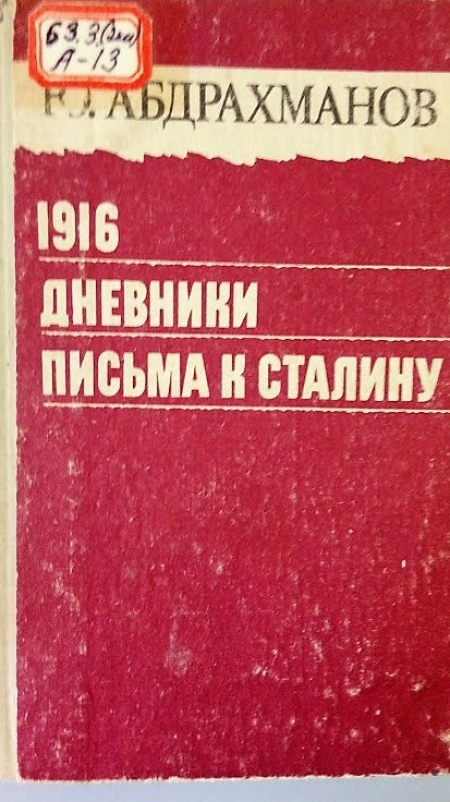 63.3(2Ки)
А-13
Ю. АБДРАХМАНОВ
1916
ДНЕВНИКИ
ПИСЬМА К СТАЛИНУ